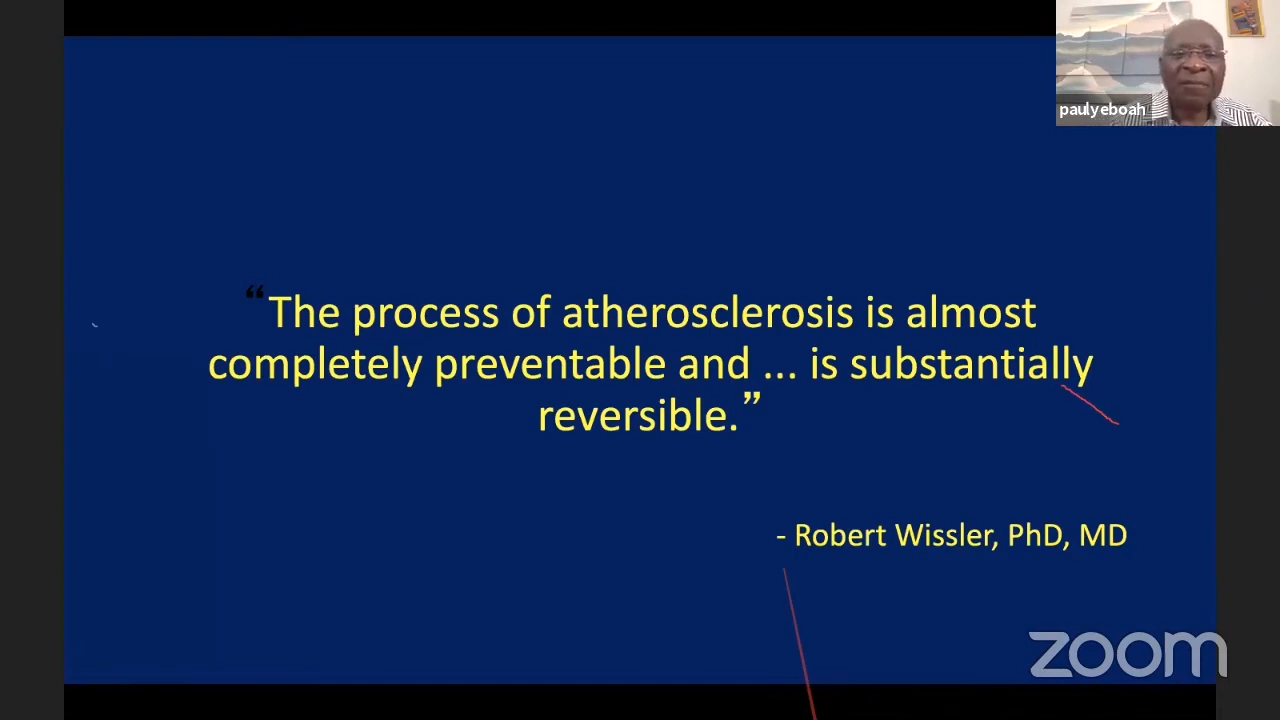 paulyeboah
“The process of atherosclerosis is almost
completely preventable and ... is substantially
reversible.”
- Robert Wissler, PhD, MD
zoom